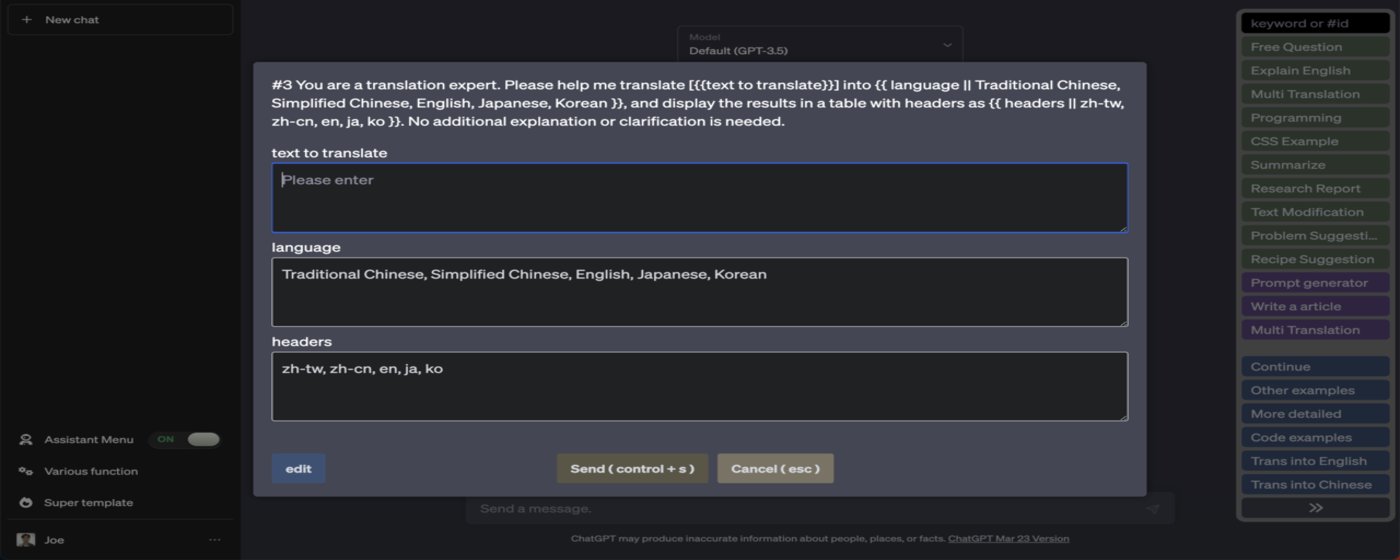 + New chat
Model
Default (GPT-3.5)
#3 You are a translation expert. Please help me translate [{{text to translate}}] into {{ language || Traditional Chinese,
Simplified Chinese, English, Japanese, Korean }}, and display the results in a table with headers as {{ headers || zh-tw,
zh-cn, en, ja, ko }}. No additional explanation or clarification is needed.
text to translate
Please enter
language
Traditional Chinese, Simplified Chinese, English, Japanese, Korean
headers
zh-tw, zh-cn, en, ja, ko
edit
Send ( control + s )
Cancel ( esc )
Assistant Menu ON
Various function
Super template
Joe ...
Send a message.
ChatGPT may produce inaccurate information about people, places, or facts. ChatGPT Mar 23 Version
keyword or #id
Free Question
Explain English
Multi Translation
Programming
CSS Example
Summarize
Research Report
Text Modification
Problem Suggesti...
Recipe Suggestion
Prompt generator
Write a article
Multi Translation
Continue
Other examples
More detailed
Code examples
Trans into English
Trans into Chinese